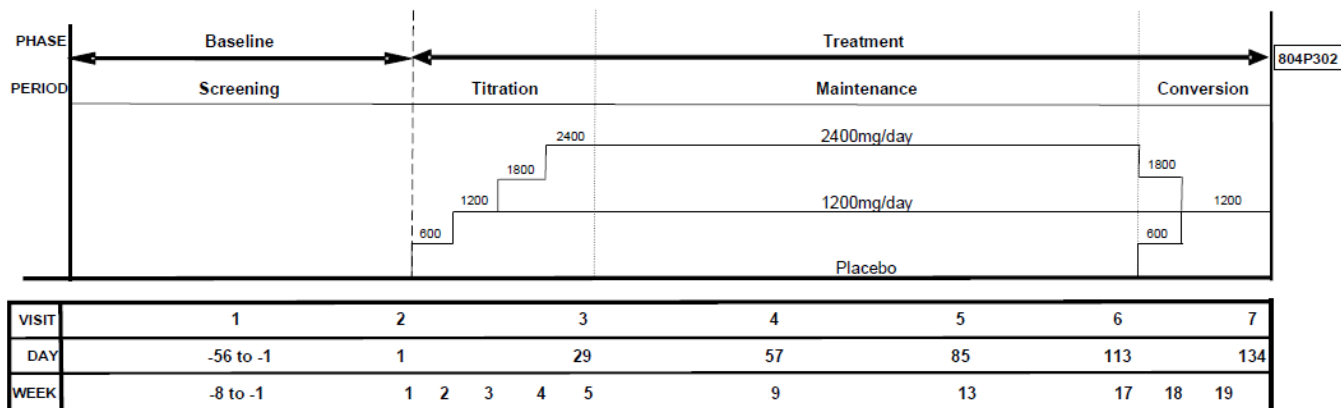 PHASE Baseline Treatment
804P302
PERIOD Screening Titration Maintenance Conversion
2400 2400mg/day
1800 1800
1200 1200mg/day 1200
600 600
Placebo
VISIT 1 2 3 4 5 6 7
DAY -56 to -1 1 29 57 85 113 134
WEEK -8 to -1 1 2 3 4 5 9 13 17 18 19